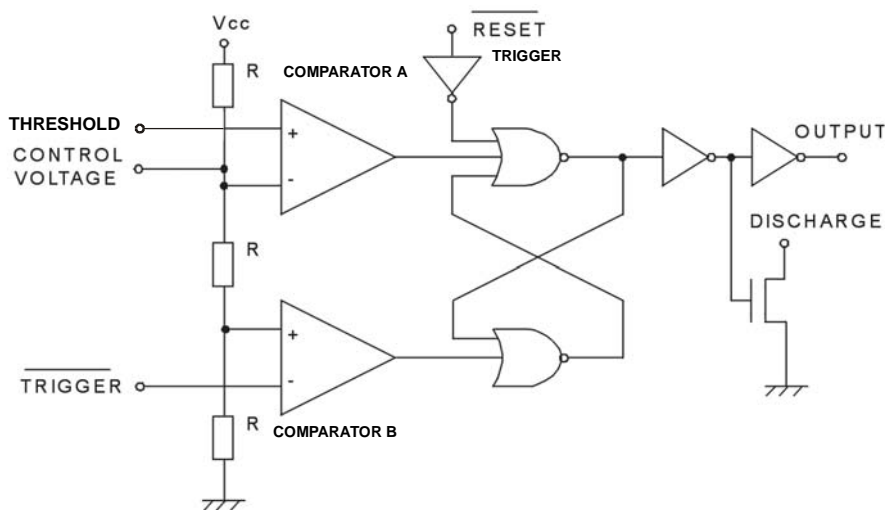 RESET
Vcc
TRIGGER
R
COMPARATOR A
THRESHOLD
CONTROL
VOLTAGE
+
-
OUTPUT
DISCHARGE
R
+
-
TRIGGER
R
COMPARATOR B